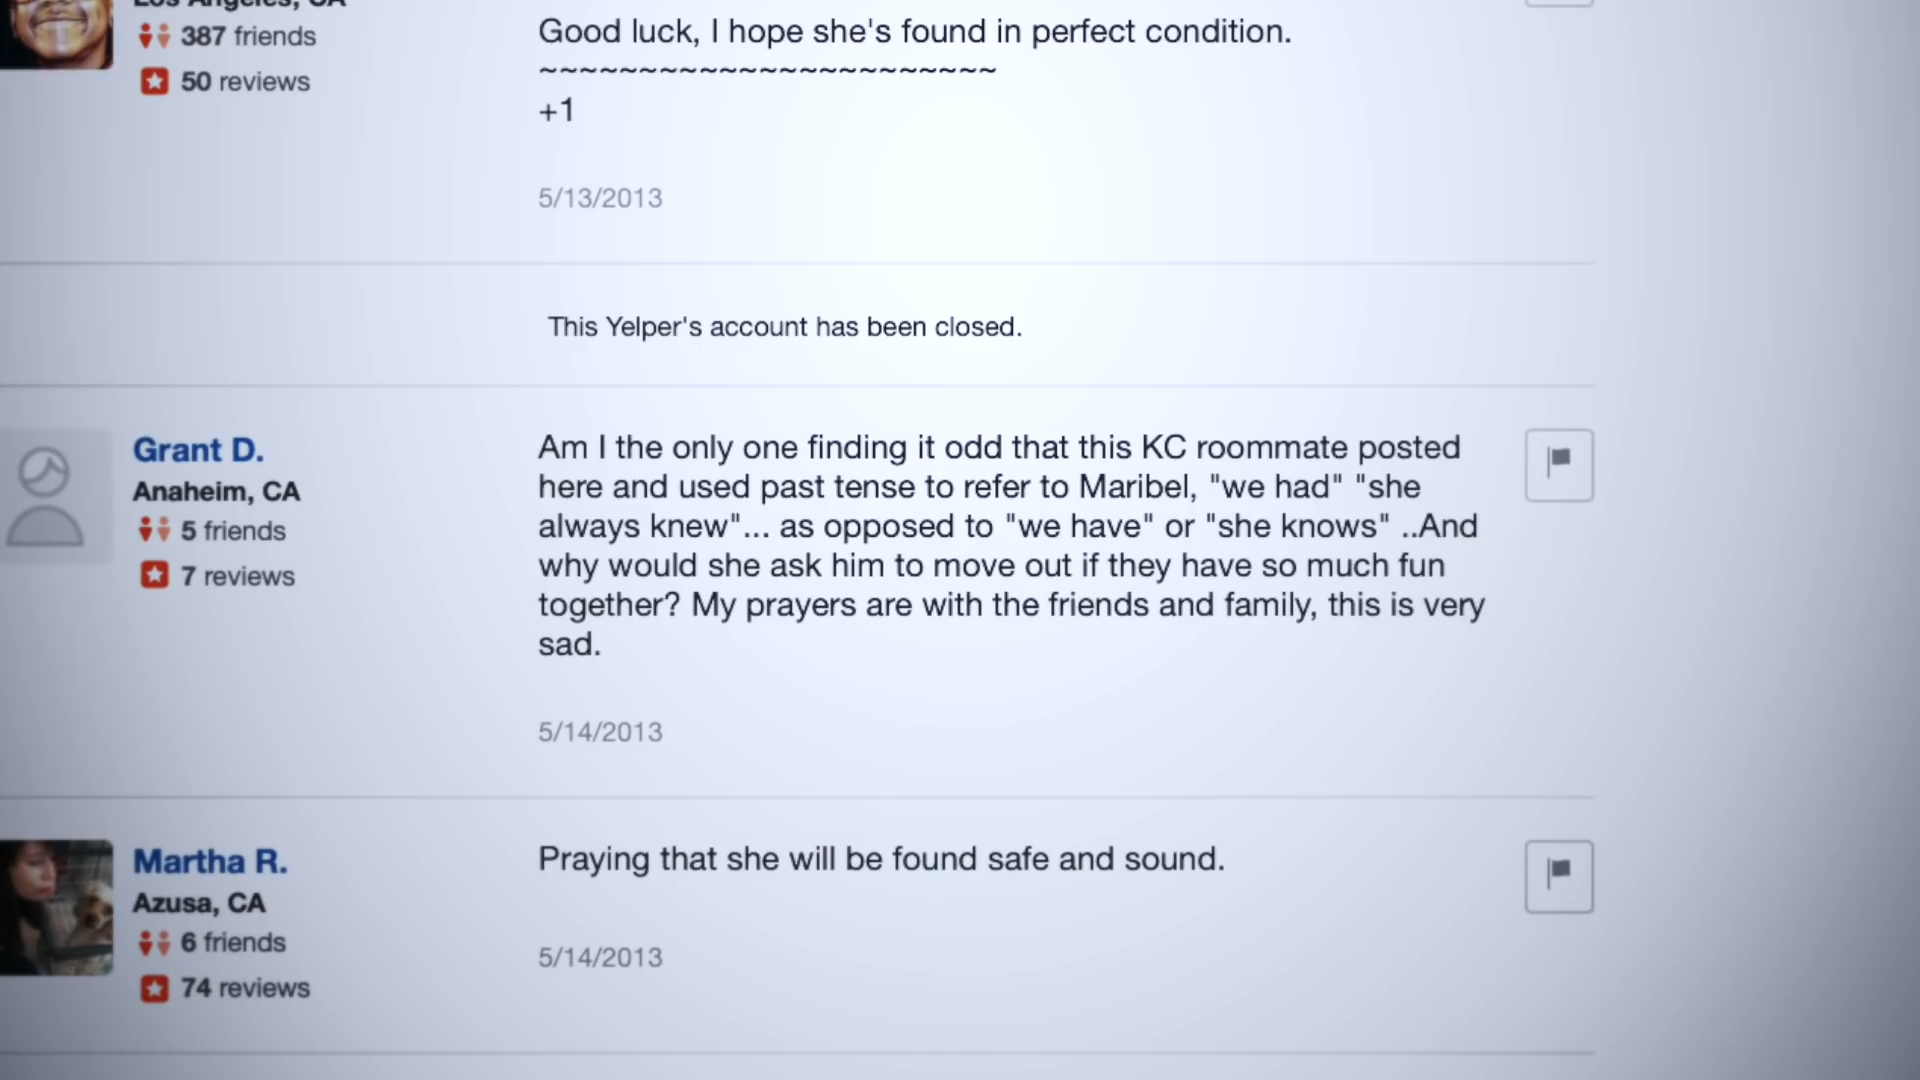 Los Angeles, CA
387 friends
50 reviews
Good luck, I hope she's found in perfect condition.
~~~~~~~~~~~~~~~~~~~~~~~
+1
5/13/2013
This Yelper's account has been closed.
Grant D.
Anaheim, CA
5 friends
7 reviews
Am I the only one finding it odd that this KC roommate posted
here and used past tense to refer to Maribel, "we had" "she
always knew"... as opposed to "we have" or "she knows" ..And
why would she ask him to move out if they have so much fun
together? My prayers are with the friends and family, this is very
sad.
5/14/2013
Martha R.
Azusa, CA
6 friends
74 reviews
Praying that she will be found safe and sound.
5/14/2013